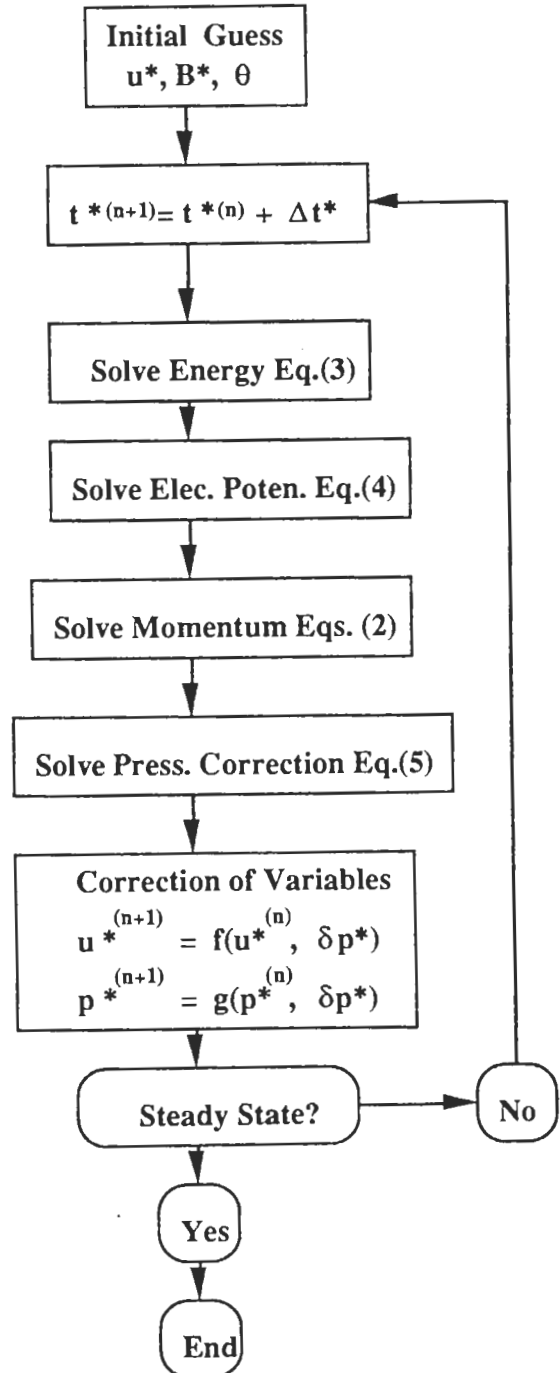 Initial Guess
u*, B*, θ
t *(n+1)= t *(n) + Δt*
Solve Energy Eq.(3)
Solve Elec. Poten. Eq.(4)
Solve Momentum Eqs. (2)
Solve Press. Correction Eq.(5)
Correction of Variables
u *(n+1) = f(u*(n), δp*)
p *(n+1) = g(p*(n), δp*)
Steady State?
No
Yes
End